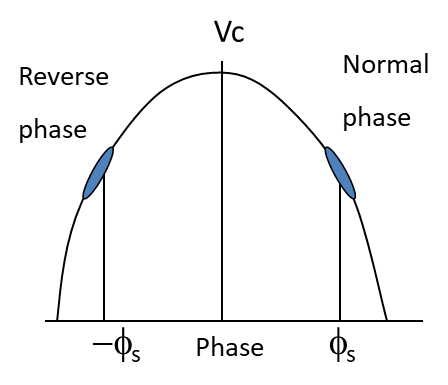 Vc
Reverse
phase
Normal
phase
−ϕs
Phase
ϕs